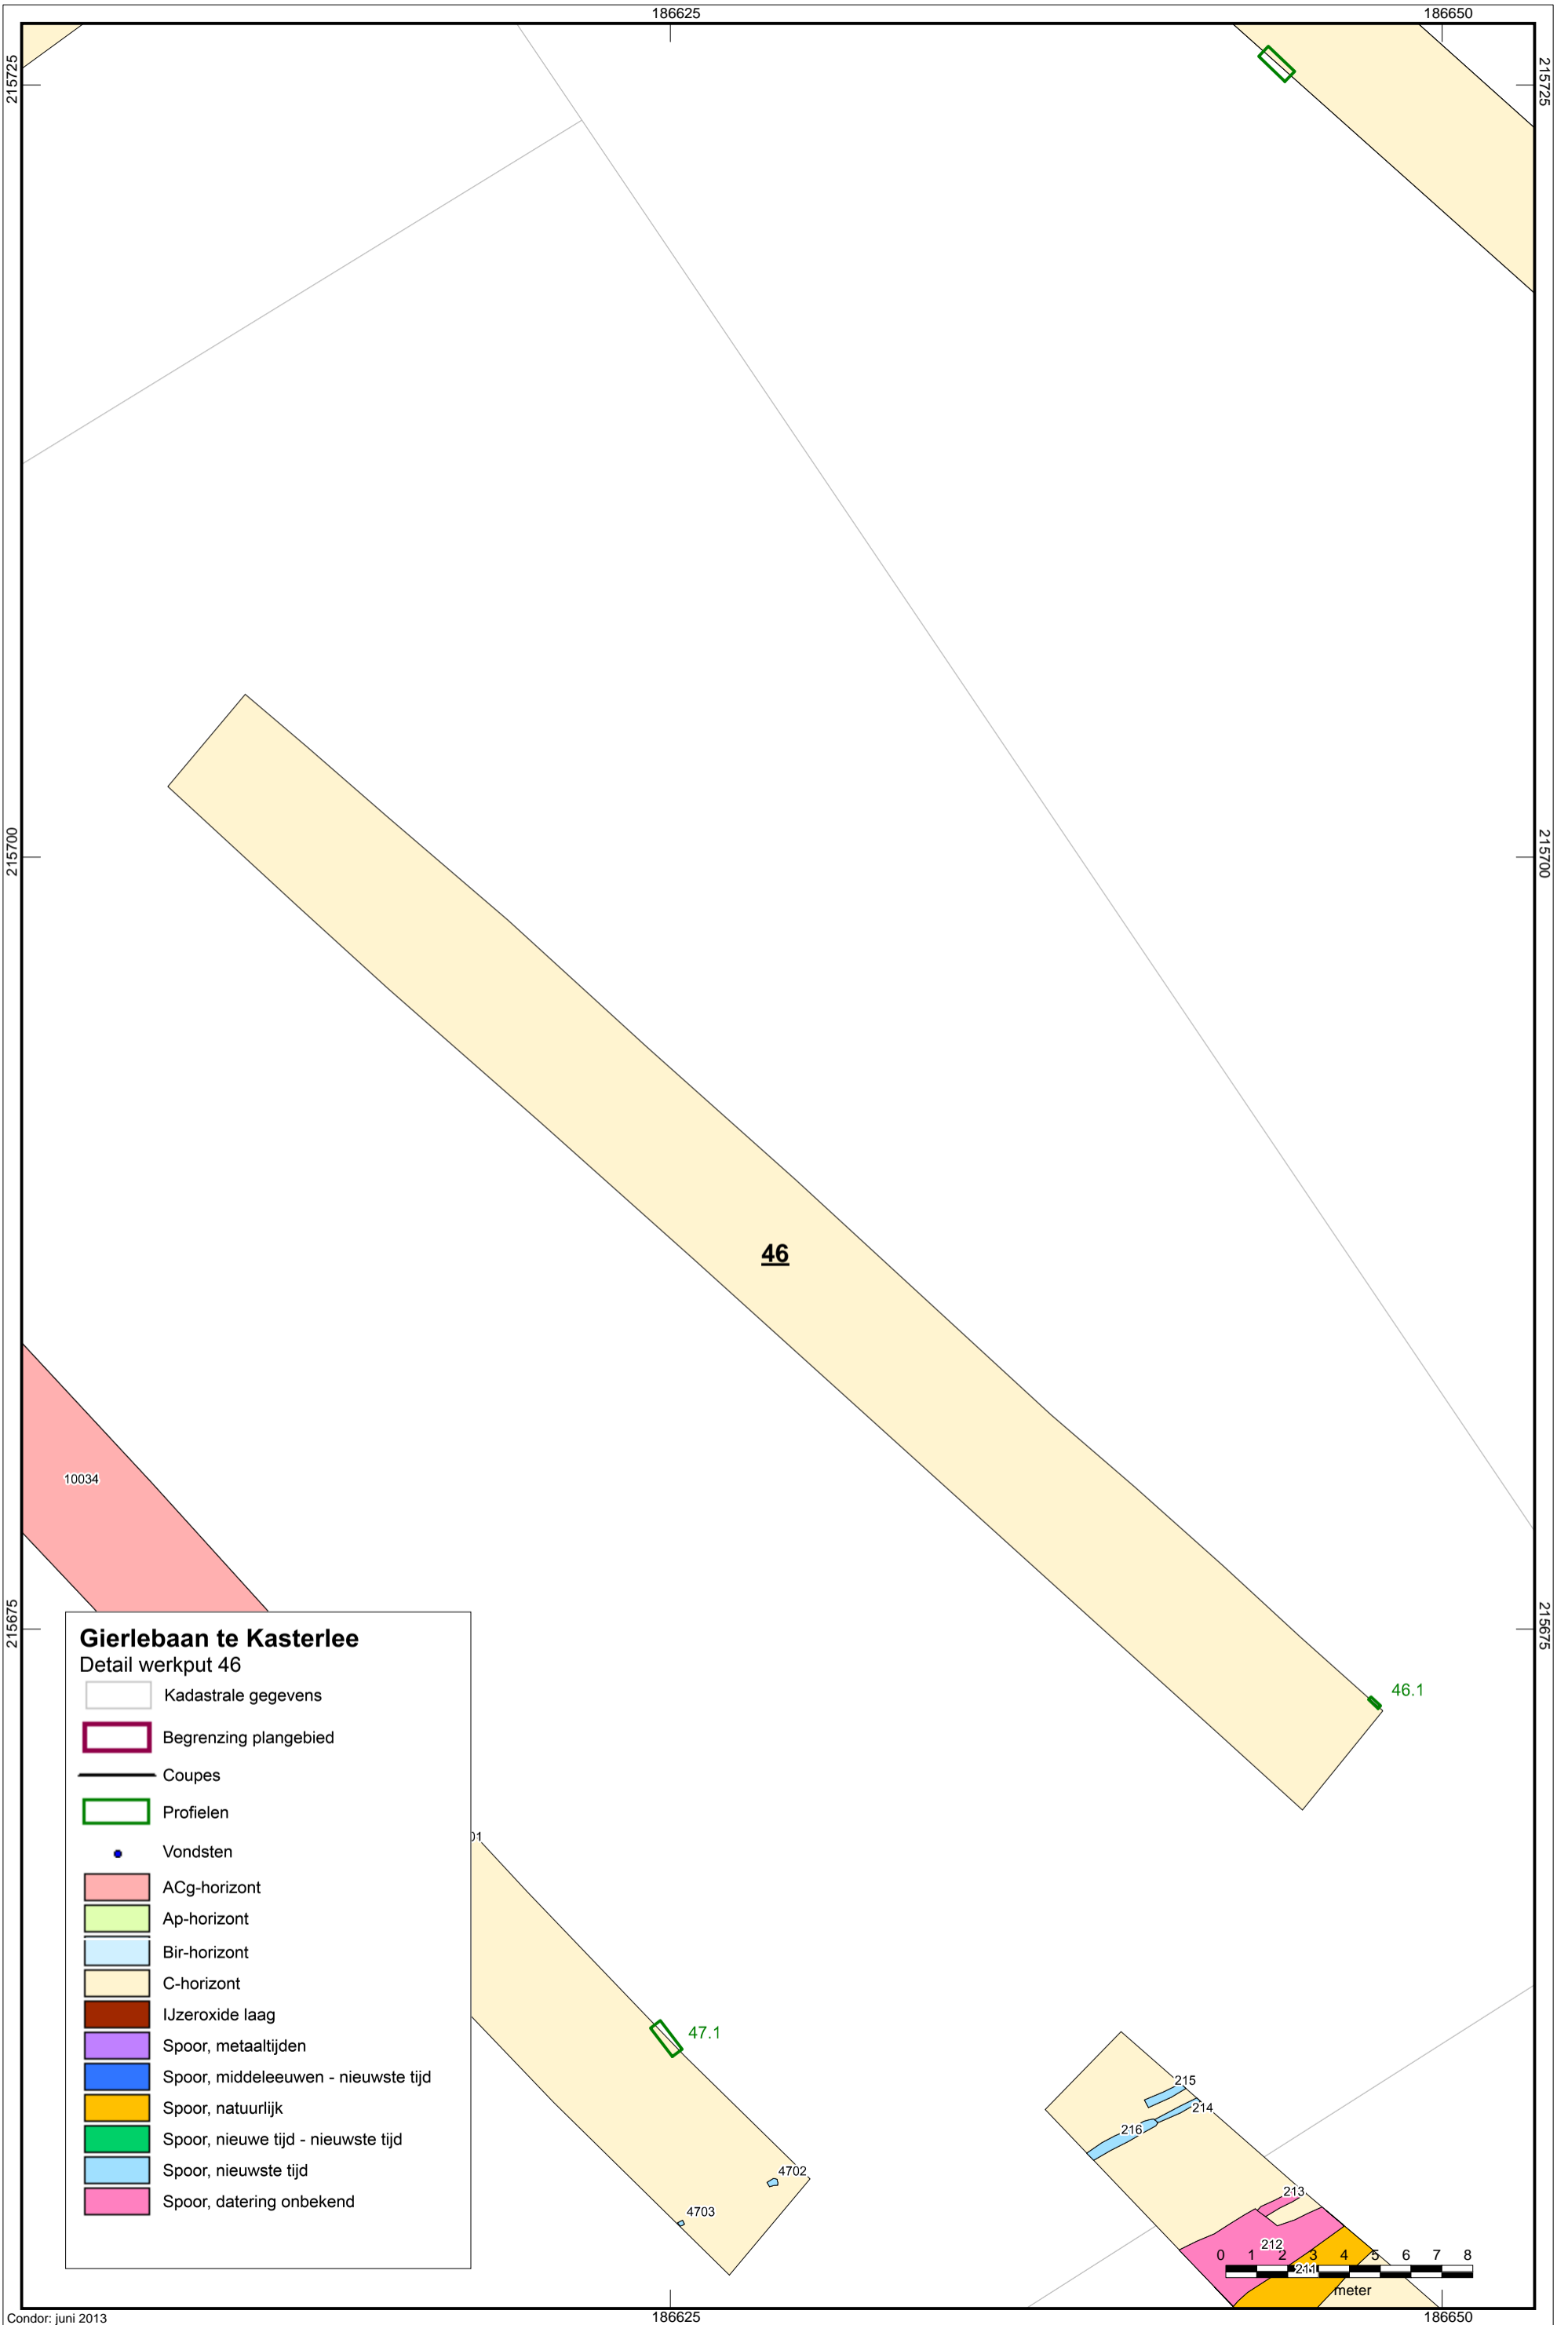 186625
186650
215725
215725
215700
215700
46
10034
215675
215675
Gierlebaan te Kasterlee
Detail werkput 46
Kadastrale gegevens
Begrenzing plangebied
Coupes
Profielen
Vondsten
ACg-horizont
Ap-horizont
Bir-horizont
C-horizont
IJzeroxide laag
Spoor, metaaltijden
Spoor, middeleeuwen - nieuwste tijd
Spoor, natuurlijk
Spoor, nieuwe tijd - nieuwste tijd
Spoor, nieuwste tijd
Spoor, datering onbekend
46.1
47.1
4702
4703
215
214
216
213
212
211
0 1 2 3 4 5 6 7 8
meter
Condor: juni 2013
186625
186650